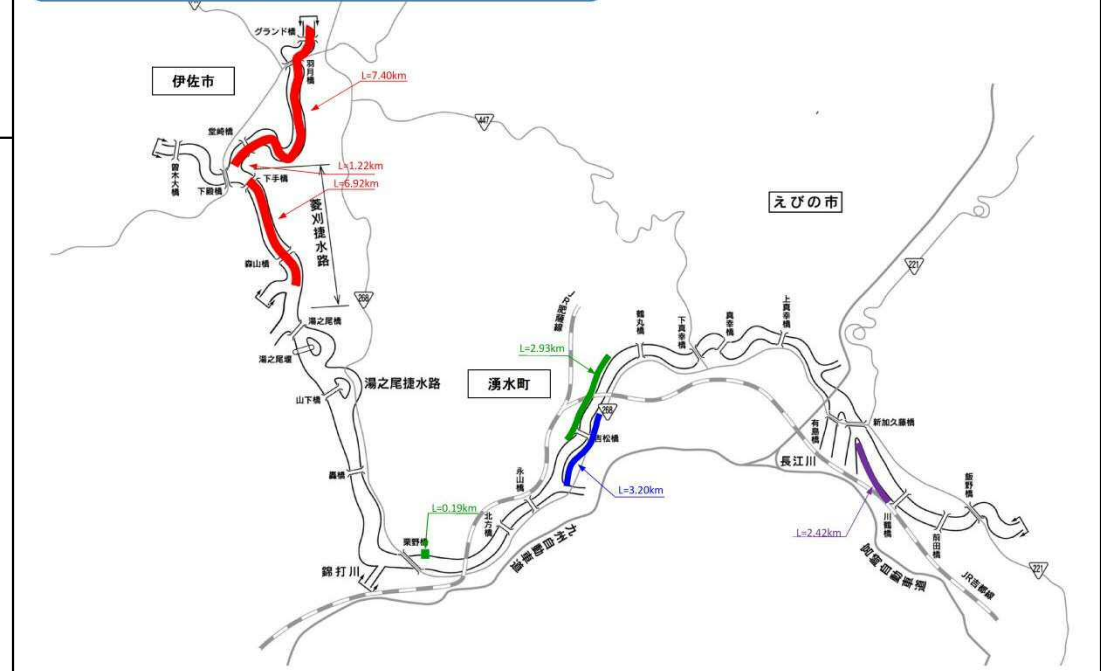 グランド橋
羽月橋
伊佐市
L=7.40km
447
堂崎橋
曽木大橋
L=1.22km
下殿橋
下手橋
L=6.92km
菱刈捷水路
えびの市
森山橋
221
268
湯之尾橋
JR肥薩線
鶴丸橋
下真幸橋
真幸橋
上真幸橋
湯之尾堰
L=2.93km
湯之尾捷水路
湧水町
山下橋
268
吉松橋
有島橋
新加久藤橋
長江川
轟橋
永山橋
L=3.20km
飯野橋
L=0.19km
北方橋
九州自動車道
L=2.42km
川鶴橋
前田橋
栗野橋
宮崎自動車道
221
綿打川
JR吉都線